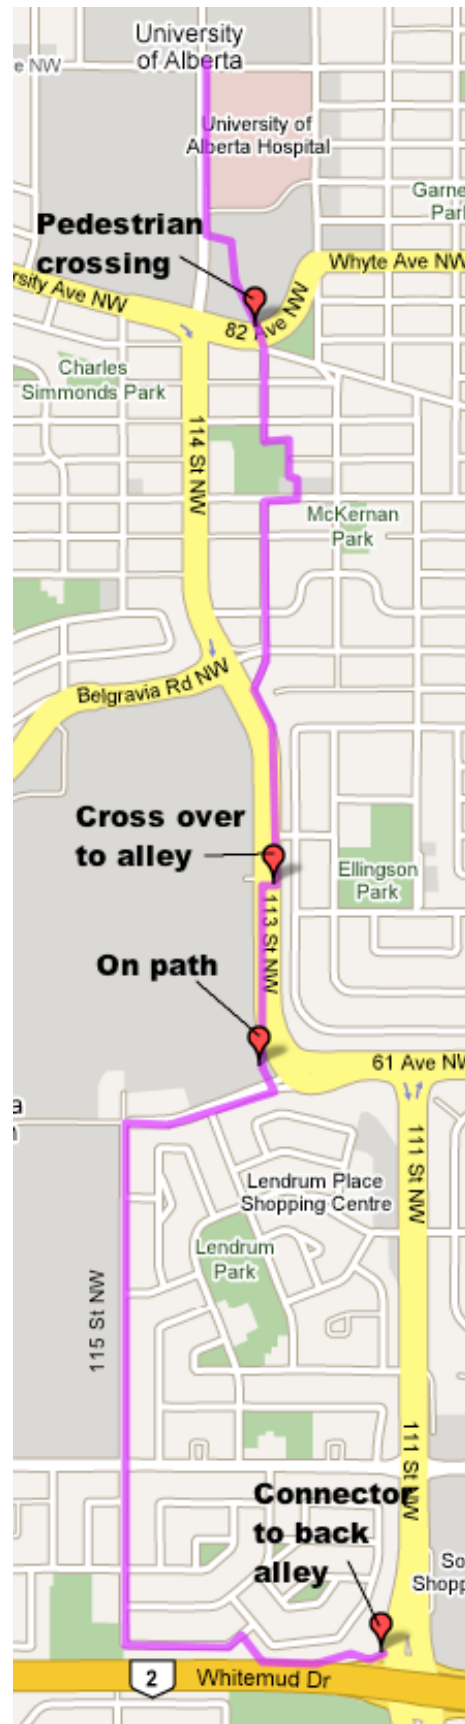 University
of Alberta
e NW
University of
Alberta Hospital
Garne
Park
Pedestrian
crossing
Whyte Ave NW
rsity Ave NW
82 Ave NW
Charles
Simmonds Park
114 St NW
McKernan
Park
Belgravia Rd NW
Cross over
to alley
Ellingson
Park
113 St NW
On path
61 Ave NW
a
111 St NW
Lendrum Place
Shopping Centre
Lendrum
Park
115 St NW
111 St NW
Connector
to back
alley
So
Shopp
2
Whitemud Dr